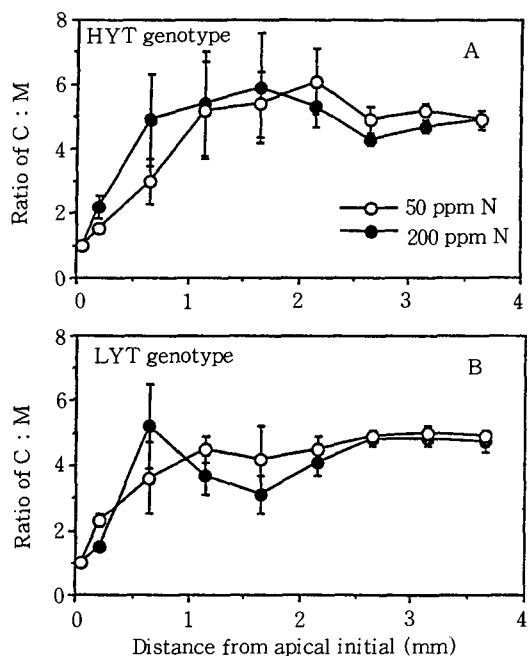 HYT genotype
A
8
6
4
2
0
Ratio of C : M
50 ppm N
200 ppm N
0 1 2 3 4
LYT genotype
B
8
6
4
2
0
Ratio of C : M
0 1 2 3 4
Distance from apical initial (mm)